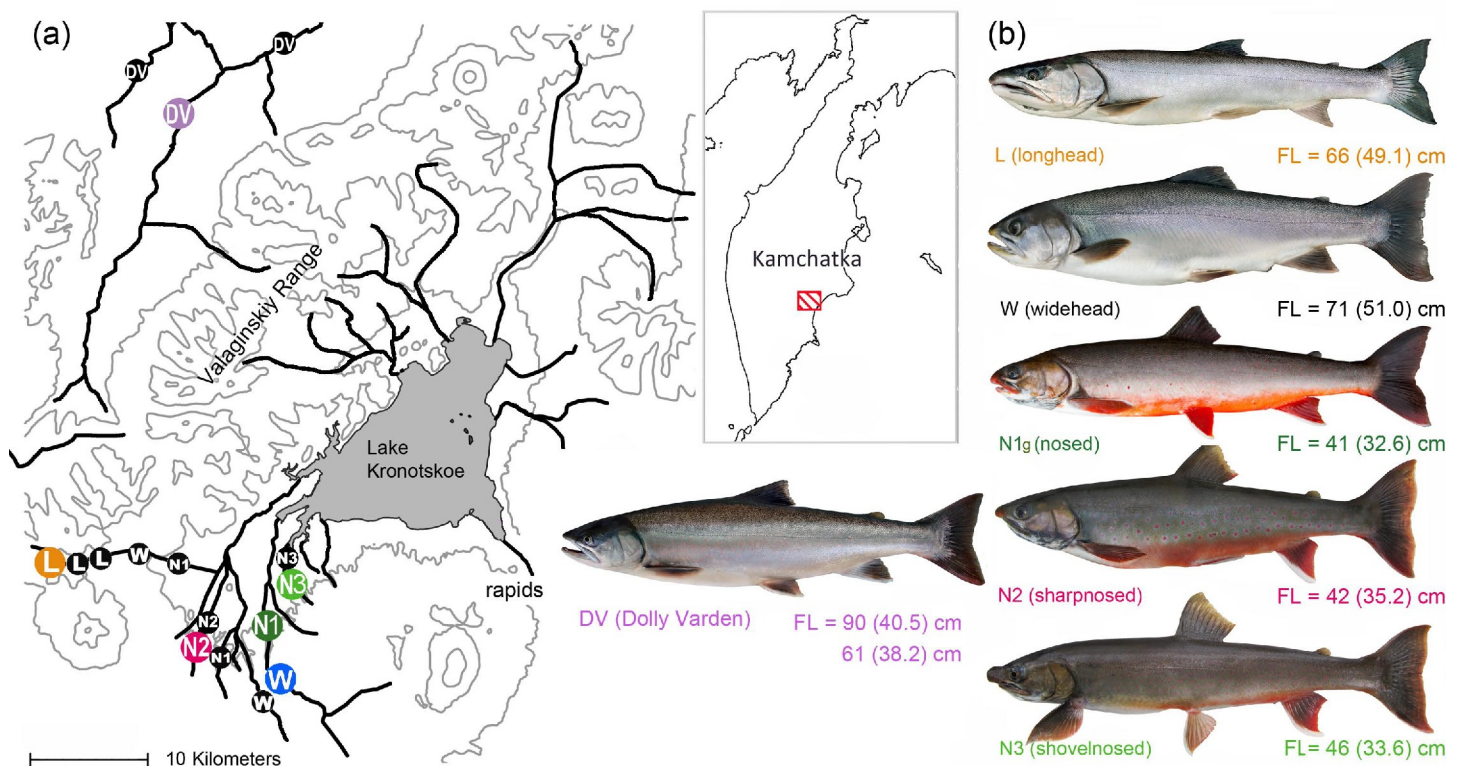 (a)
DV
DV
DV
Valaginskiy Range
Lake
Kronotskoe
rapids
L
L
L
W
N1
N2
N2
N1
N3
N3
N1
W
W
10 Kilometers
Kamchatka
DV (Dolly Varden)
FL = 90 (40.5) cm
61 (38.2) cm
(b)
L (longhead)
FL = 66 (49.1) cm
W (widehead)
FL = 71 (51.0) cm
N1g (nosed)
FL = 41 (32.6) cm
N2 (sharpnosed)
FL = 42 (35.2) cm
N3 (shovelnosed)
FL= 46 (33.6) cm